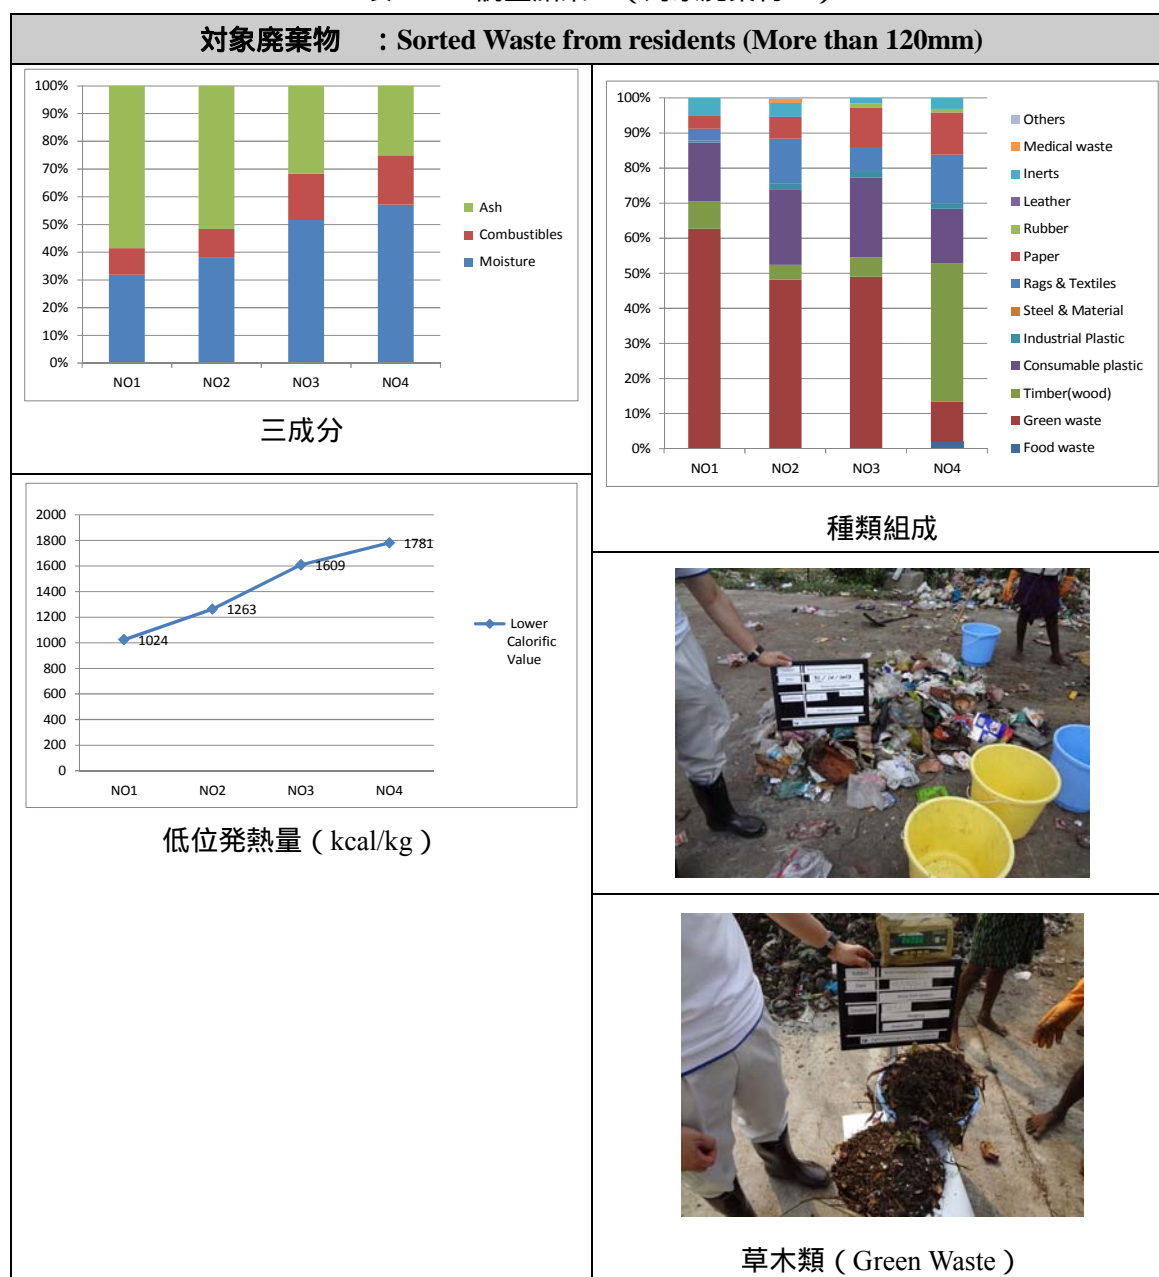 対象廃棄物 ：Sorted Waste from residents (More than 120mm)
100%
90%
80%
70%
60%
50%
40%
30%
20%
10%
0%
NO1 NO2 NO3 NO4
Ash
Combustibles
Moisture
三成分
100%
90%
80%
70%
60%
50%
40%
30%
20%
10%
0%
NO1 NO2 NO3 NO4
Others
Medical waste
Inerts
Leather
Rubber
Paper
Rags & Textiles
Steel & Material
Industrial Plastic
Consumable plastic
Timber(wood)
Green waste
Food waste
種類組成
2000
1800
1600
1400
1200
1000
800
600
400
200
0
1024
1263
1609
1781
NO1 NO2 NO3 NO4
Lower
Calorific
Value
低位発熱量（kcal/kg）
草木類（Green Waste）